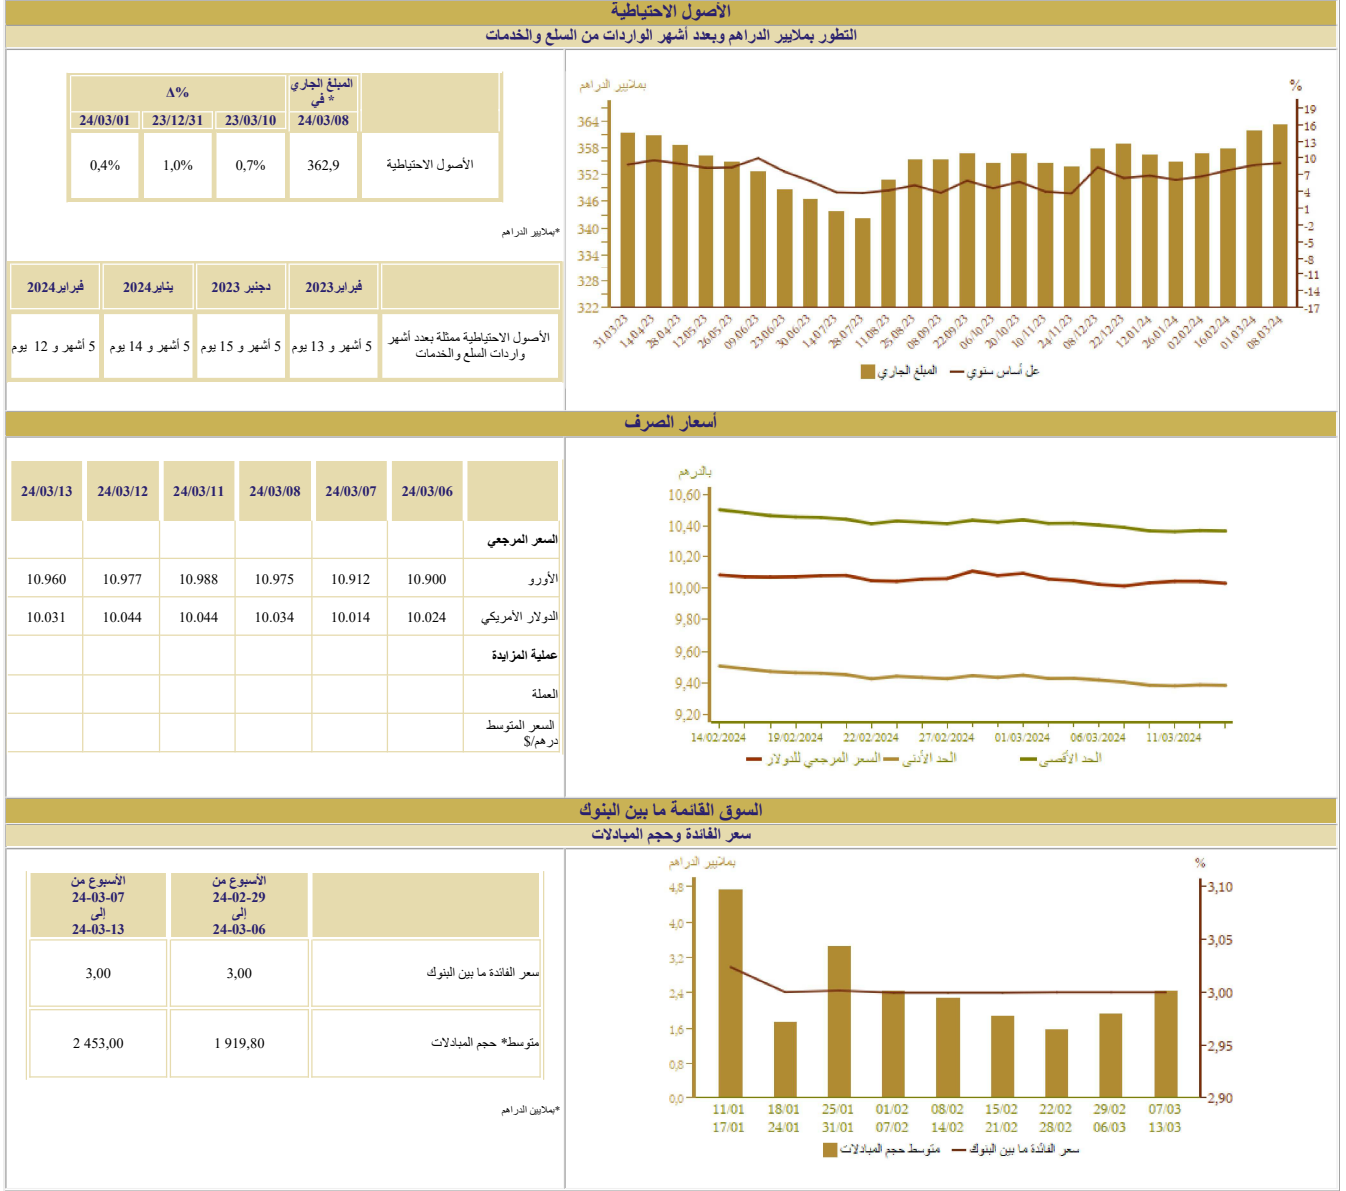 الأصول الاحتياطية
التطور بملايير الدراهم وبعدد أشهر الواردات من السلع والخدمات
المبلغ الجاري * في Δ%
24/03/08 23/03/10 23/12/31 24/03/01
الأصول الاحتياطية 362,9 0,7% 1,0% 0,4%
*بملايير الدراهم
فبراير2023 دجنبر 2023 يناير2024 فبراير2024
الأصول الاحتياطية ممثلة بعدد أشهر
واردات السلع والخدمات
5 أشهر و 13 يوم 5 أشهر و 15 يوم 5 أشهر و 14 يوم 5 أشهر و 12 يوم
بملايير الدراهم %
364
358
352
346
340
334
328
322
19
16
13
10
7
4
1
-2
-5
-8
-11
-14
-17
31/03/23 14/04/23 28/04/23 12/05/23 26/05/23 09/06/23 23/06/23 30/06/23 14/07/23 28/07/23 11/08/23 25/08/23 08/09/23 22/09/23 06/10/23 20/10/23 10/11/23 24/11/23 08/12/23 22/12/23 12/01/24 26/01/24 02/02/24 16/02/24 01/03/24 08/03/24
عل أساس سنوي المبلغ الجاري
أسعار الصرف
24/03/06 24/03/07 24/03/08 24/03/11 24/03/12 24/03/13
السعر المرجعي
الأورو 10.900 10.912 10.975 10.988 10.977 10.960
الدولار الأمريكي 10.024 10.014 10.034 10.044 10.044 10.031
عملية المزايدة
العملة
السعر المتوسط
درهم/$
بالدرهم
10,60
10,40
10,20
10,00
9,80
9,60
9,40
9,20
14/02/2024 19/02/2024 22/02/2024 27/02/2024 01/03/2024 06/03/2024 11/03/2024
الحد الأقصى الحد الأدنى السعر المرجعي للدولار
السوق القائمة ما بين البنوك
سعر الفائدة وحجم المبادلات
الأسبوع من الأسبوع من
24-02-29 24-03-07
إلى إلى
24-03-06 24-03-13
سعر الفائدة ما بين البنوك 3,00 3,00
متوسط* حجم المبادلات 1 919,80 2 453,00
*بملايين الدراهم
بملايير الدراهم %
4,8
4,0
3,2
2,4
1,6
0,8
0,0
3,10
3,05
3,00
2,95
2,90
11/01 18/01 25/01 01/02 08/02 15/02 22/02 29/02 07/03
17/01 24/01 31/01 07/02 14/02 21/02 28/02 06/03 13/03
سعر الفائدة ما بين البنوك متوسط حجم المبادلات